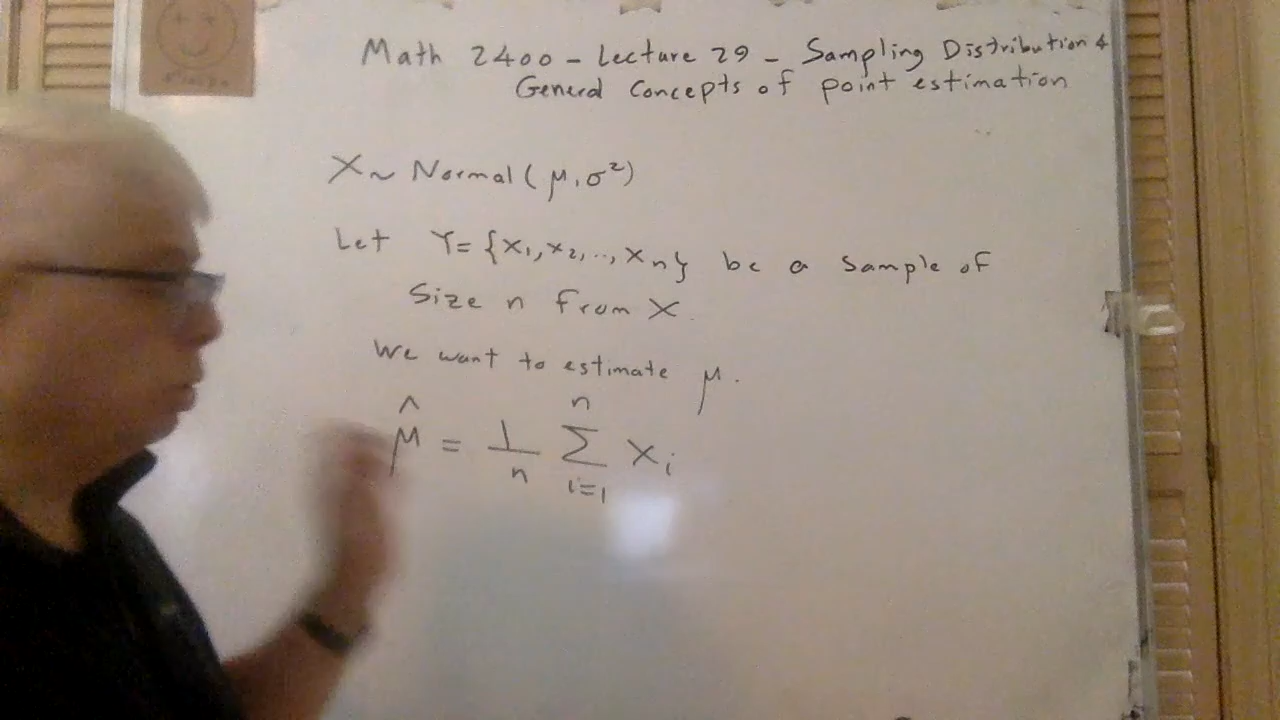 Math 2400 - Lecture 29 - Sampling Distribution &
General Concepts of point estimation
X ~ Normal(μ, σ²)
Let Y = {X₁, X₂, .., Xₙ} be a Sample of
Size n from X
We want to estimate μ.
μ̂ = 1/n ∑ᵢ₌₁ⁿ Xᵢ